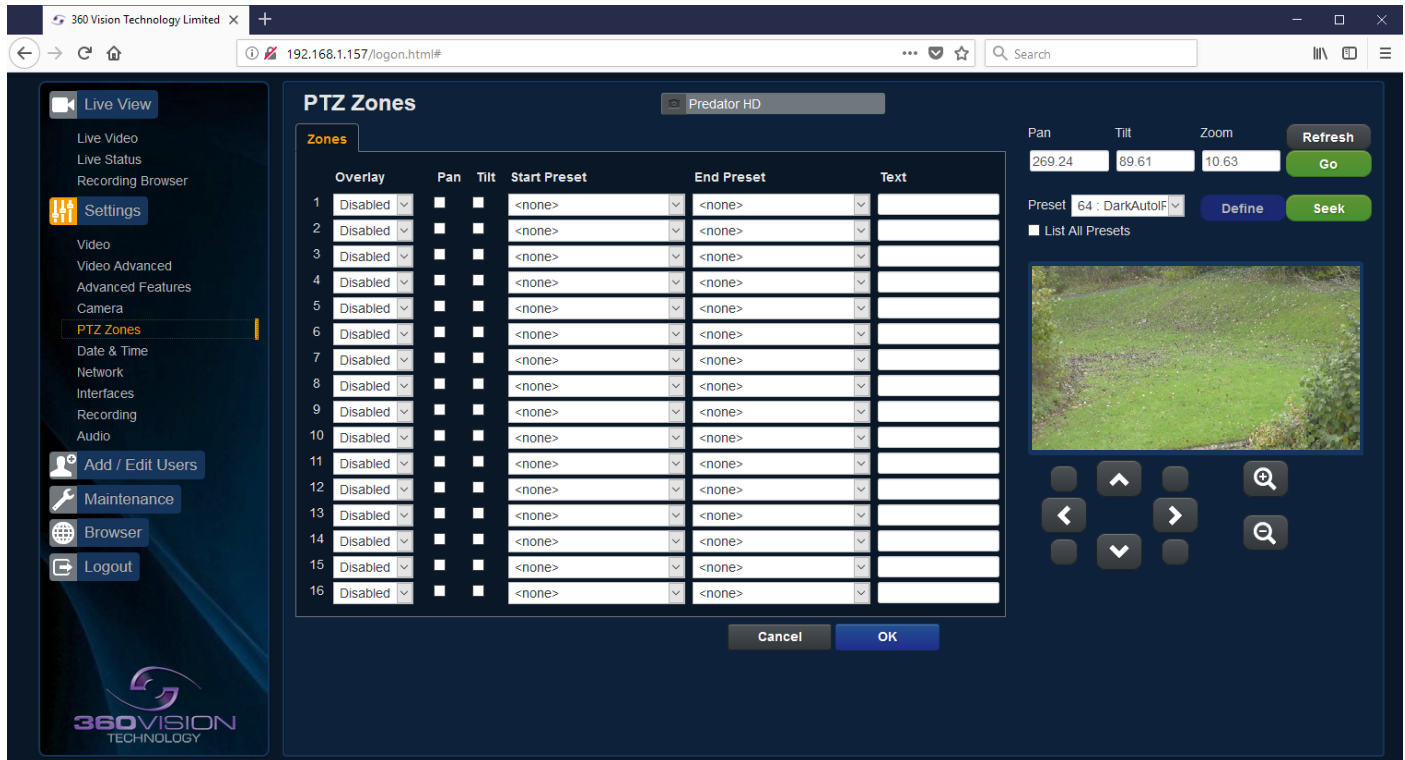 360 Vision Technology Limited
192.168.1.157/logon.html#
Search
Live View
Live Video
Live Status
Recording Browser
Settings
Video
Video Advanced
Advanced Features
Camera
PTZ Zones
Date & Time
Network
Interfaces
Recording
Audio
Add / Edit Users
Maintenance
Browser
Logout
360VISION
TECHNOLOGY
PTZ Zones
Predator HD
Zones
Overlay Pan Tilt Start Preset End Preset Text
1 Disabled <none> <none>
2 Disabled <none> <none>
3 Disabled <none> <none>
4 Disabled <none> <none>
5 Disabled <none> <none>
6 Disabled <none> <none>
7 Disabled <none> <none>
8 Disabled <none> <none>
9 Disabled <none> <none>
10 Disabled <none> <none>
11 Disabled <none> <none>
12 Disabled <none> <none>
13 Disabled <none> <none>
14 Disabled <none> <none>
15 Disabled <none> <none>
16 Disabled <none> <none>
Cancel OK
Pan Tilt Zoom Refresh
269.24 89.61 10.63 Go
Preset 64 : DarkAutoIF Define Seek
List All Presets